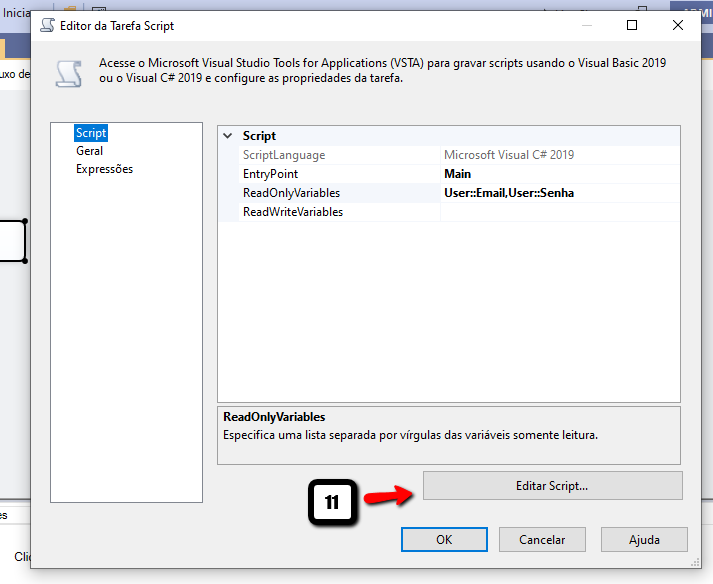 Inicia
Editor da Tarefa Script
Acesse o Microsoft Visual Studio Tools for Applications (VSTA) para gravar scripts usando o Visual Basic 2019
ou o Visual C# 2019 e configure as propriedades da tarefa.
uxo de
Script
Geral
Expressões
Script
ScriptLanguage Microsoft Visual C# 2019
EntryPoint Main
ReadOnlyVariables User::Email,User::Senha
ReadWriteVariables
ReadOnlyVariables
Especifica uma lista separada por vírgulas das variáveis somente leitura.
11
Editar Script...
es
OK Cancelar Ajuda
Clic